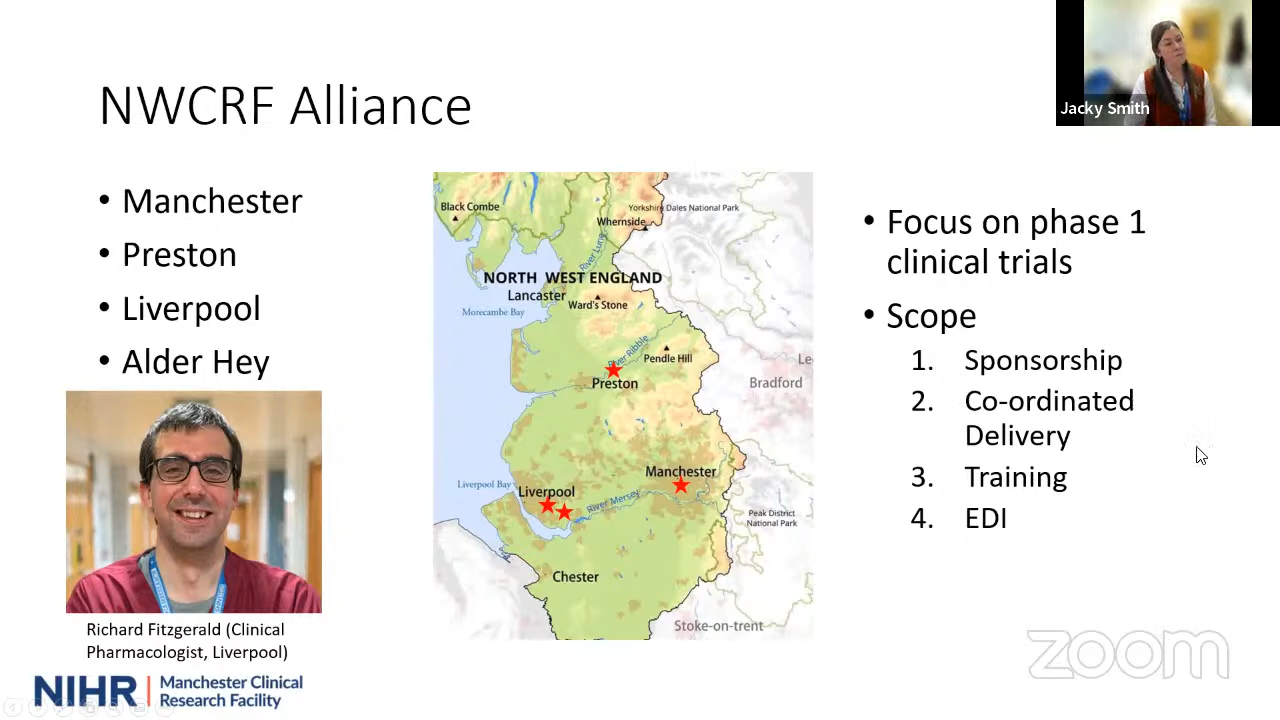 NWCRF Alliance
Jacky Smith
• Manchester
• Preston
• Liverpool
• Alder Hey
Richard Fitzgerald (Clinical
Pharmacologist, Liverpool)
Black Combe
Yorkshire Dales National Park
Whernside
River Lune
NORTH WEST ENGLAND
Lancaster
Ward's Stone
Morecambe Bay
River Ribble
Pendle Hill
Preston
Le
Bradford
Manchester
Liverpool Bay
Liverpool
River Mersey
Peak District
National Park
Chester
Stoke-on-trent
• Focus on phase 1
clinical trials
• Scope
1. Sponsorship
2. Co-ordinated
Delivery
3. Training
4. EDI
NIHR | Manchester Clinical
Research Facility
zoom